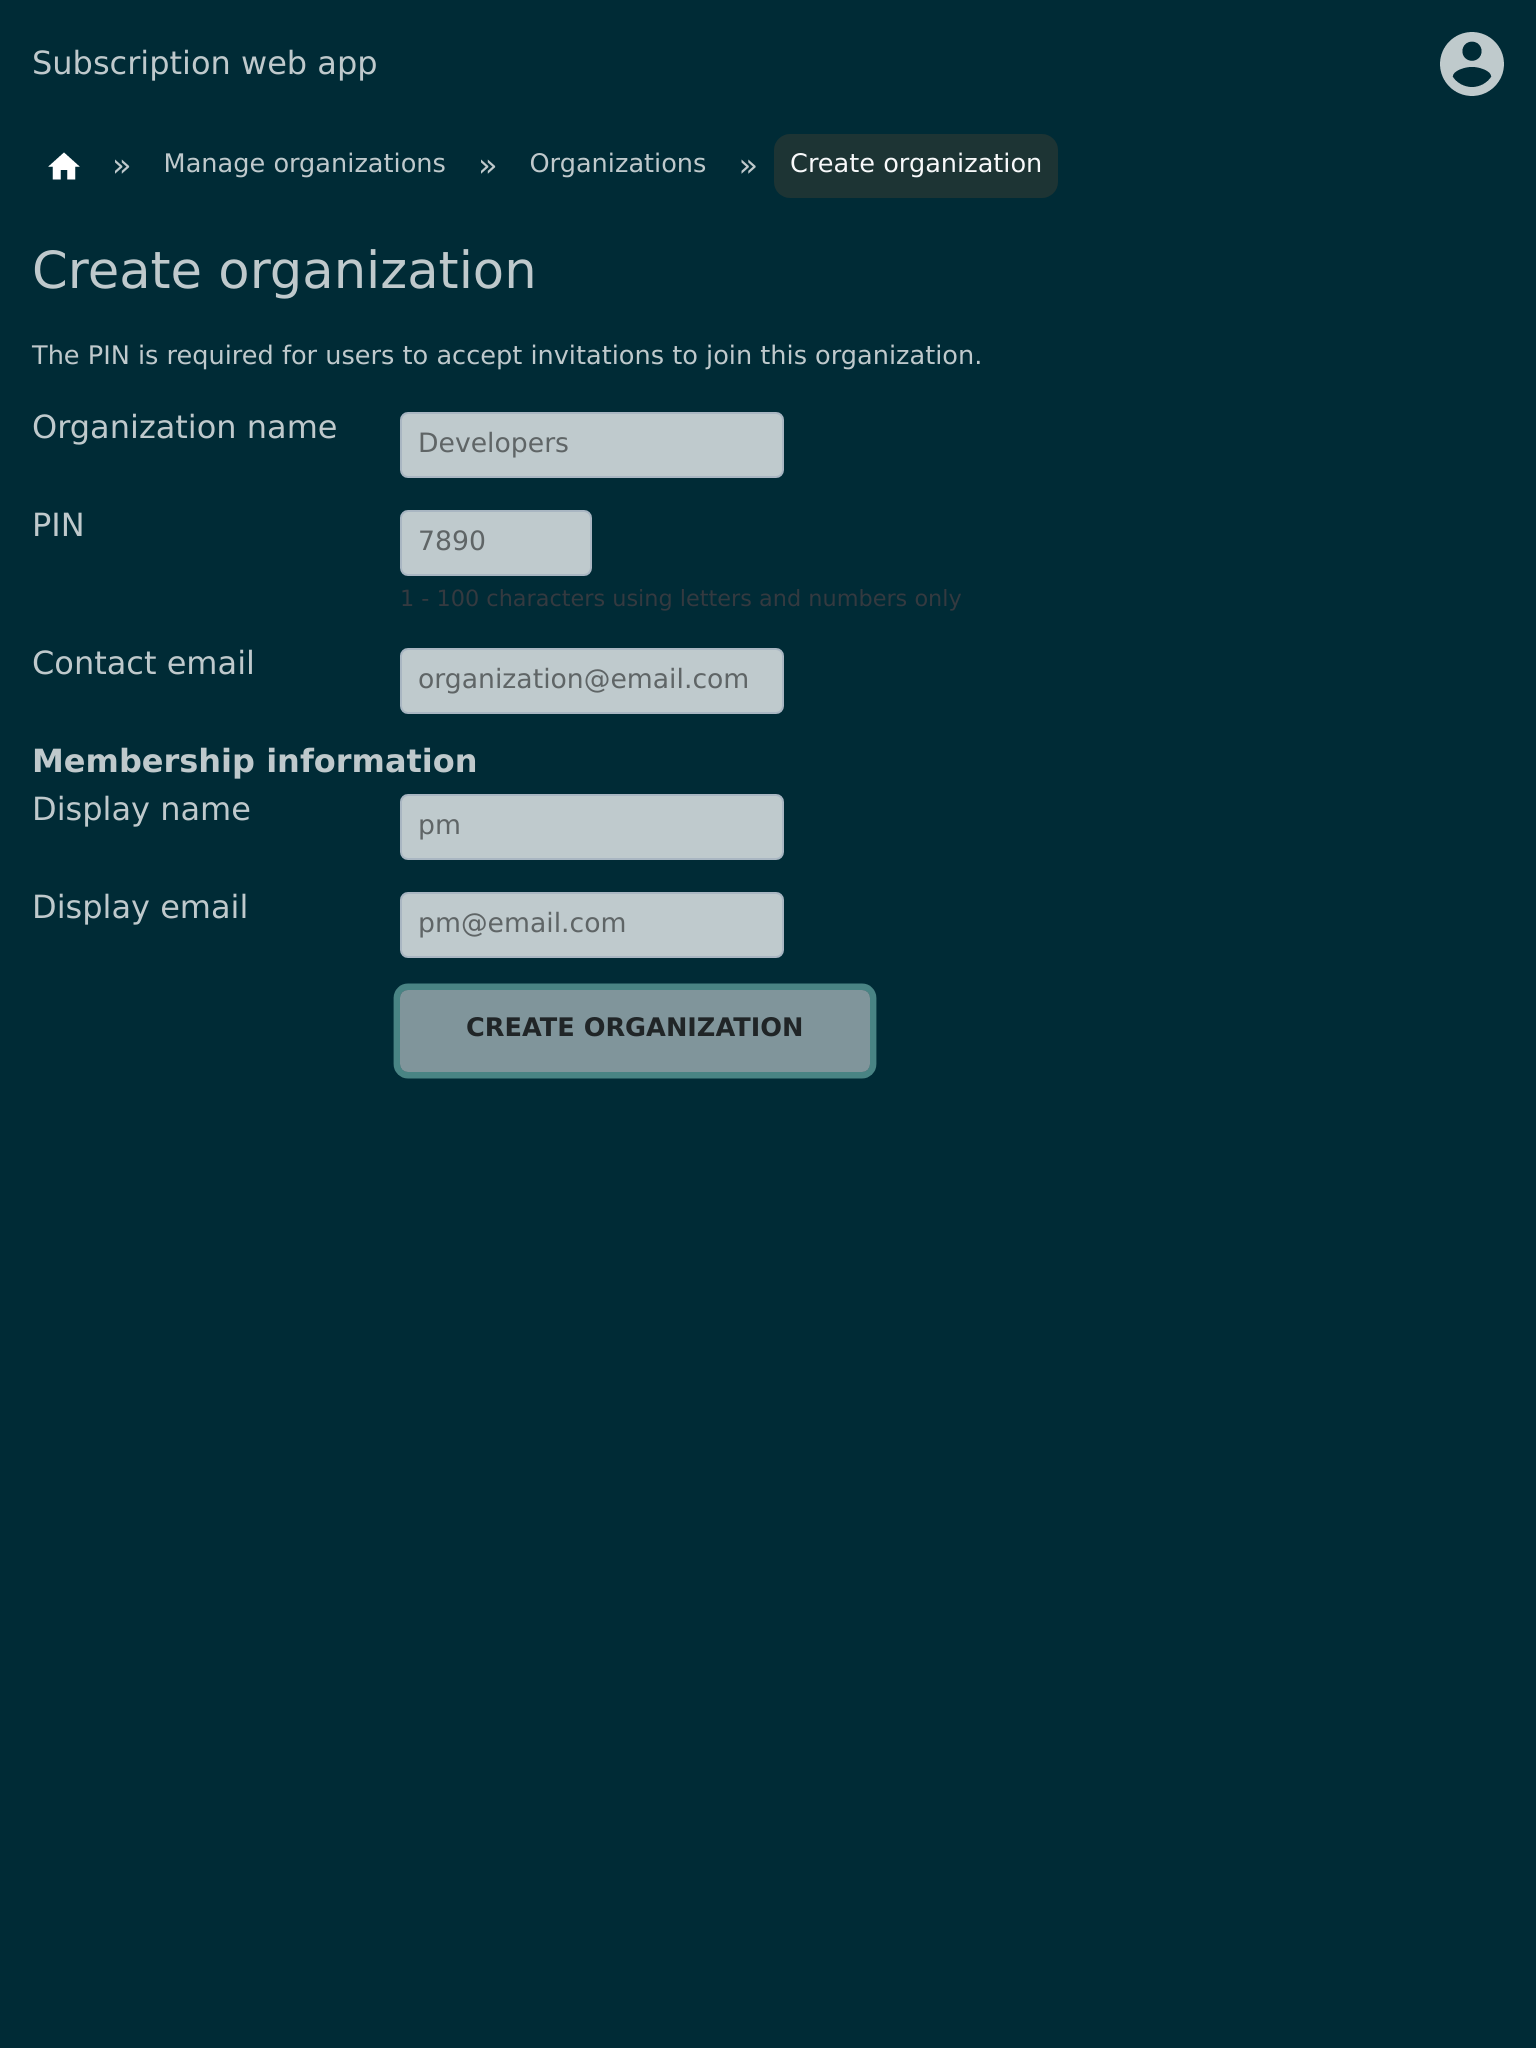 Subscription web app
» Manage organizations » Organizations » Create organization
Create organization
The PIN is required for users to accept invitations to join this organization.
Organization name Developers
PIN 7890
1 - 100 characters using letters and numbers only
Contact email organization@email.com
Membership information
Display name pm
Display email pm@email.com
CREATE ORGANIZATION